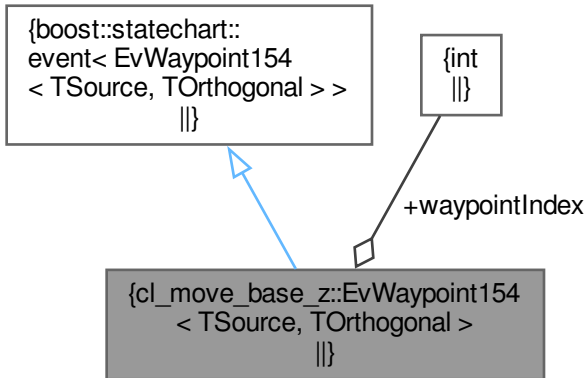 {boost::statechart::
event< EvWaypoint154
< TSource, TOrthogonal > >
||}
{int
||}
+waypointIndex
{cl_move_base_z::EvWaypoint154
< TSource, TOrthogonal >
||}